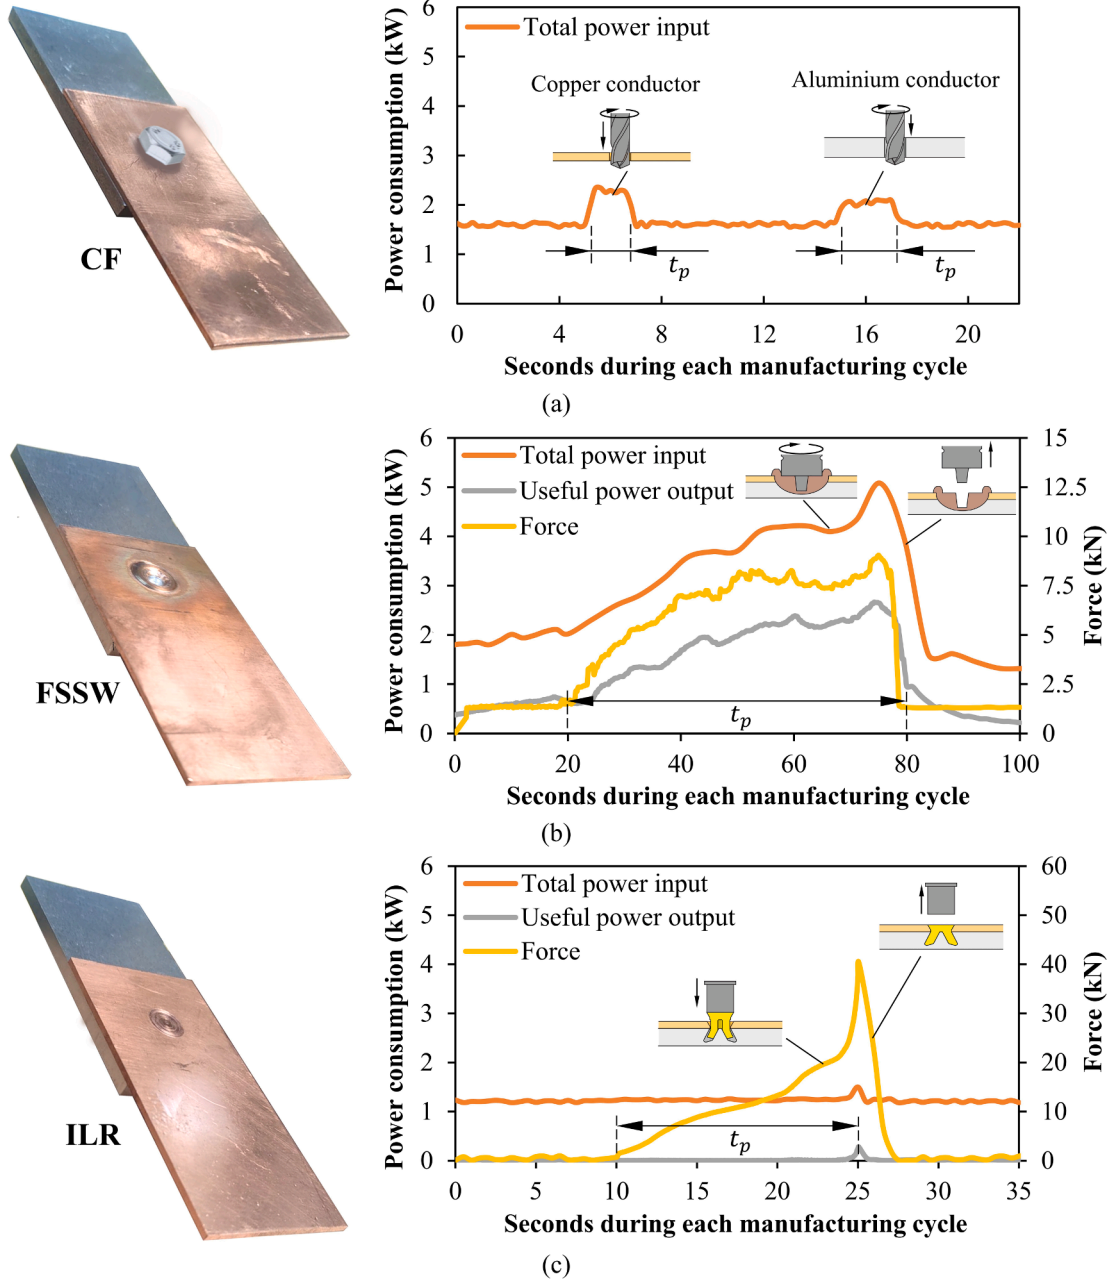 CF
Power consumption (kW)
6
5
4
3
2
1
0
Total power input
Copper conductor
Aluminium conductor
t_p
t_p
0 4 8 12 16 20
Seconds during each manufacturing cycle
(a)
FSSW
Power consumption (kW)
6
5
4
3
2
1
0
Total power input
Useful power output
Force
t_p
15
12.5
10
7.5
5
2.5
0
Force (kN)
0 20 40 60 80 100
Seconds during each manufacturing cycle
(b)
ILR
Power consumption (kW)
6
5
4
3
2
1
0
Total power input
Useful power output
Force
t_p
60
50
40
30
20
10
0
Force (kN)
0 5 10 15 20 25 30 35
Seconds during each manufacturing cycle
(c)